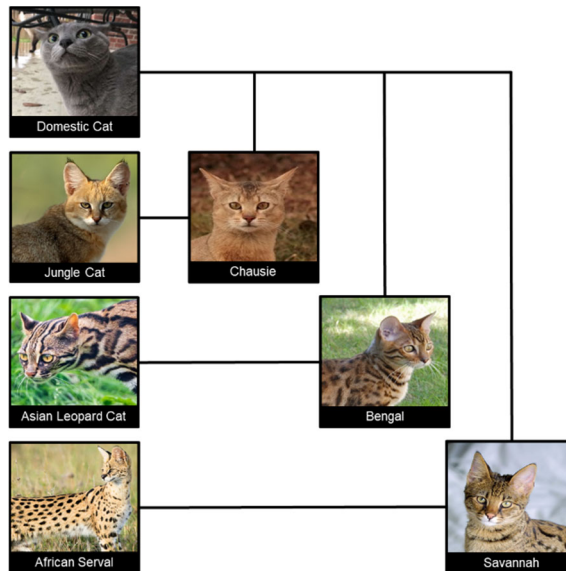 Domestic Cat
Jungle Cat
Chausie
Asian Leopard Cat
Bengal
African Serval
Savannah